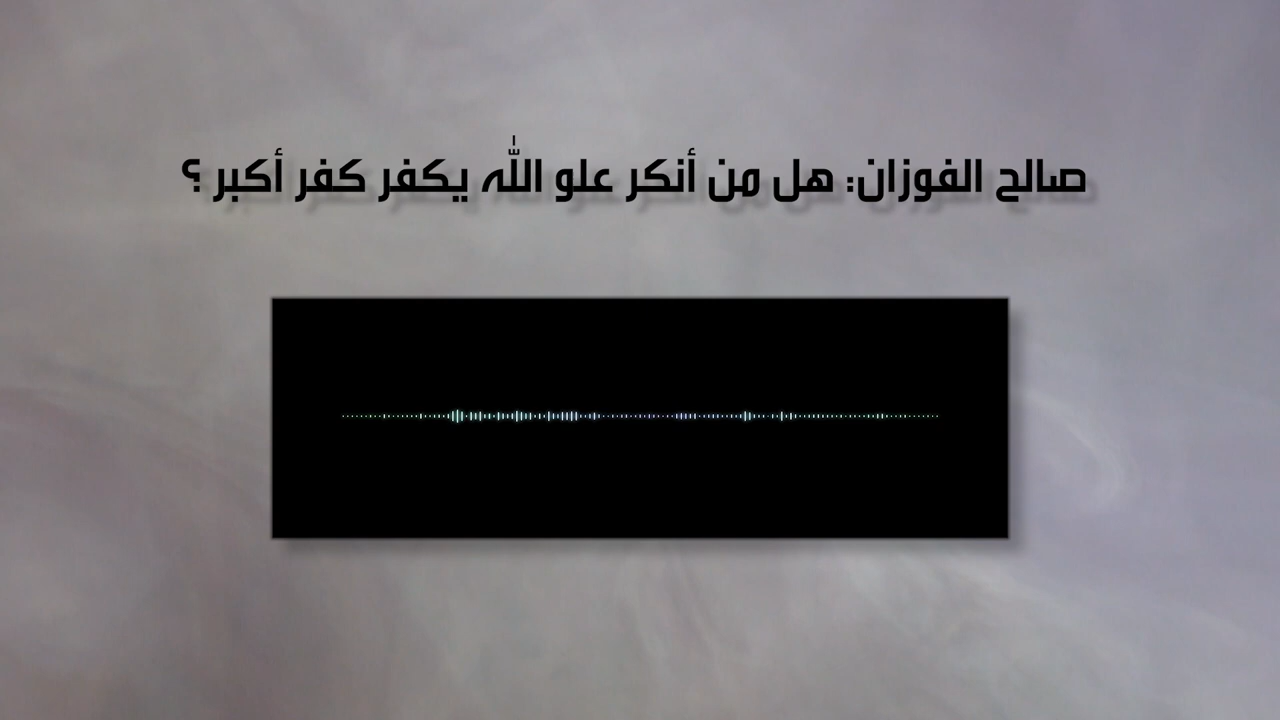 صالح الفوزان: هل من أنكر علو اللّٰه يكفر كفر أكبر ؟